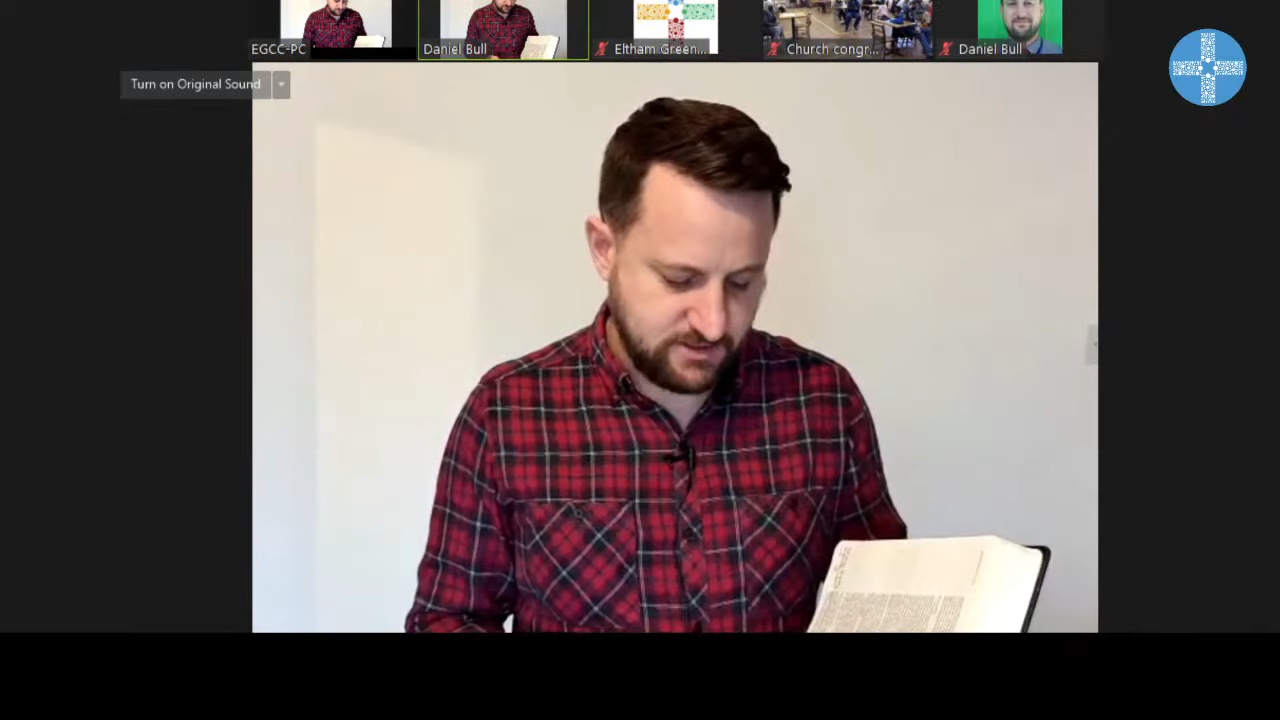 EGCC-PC
Daniel Bull
Eltham Green...
Church congr...
Daniel Bull
Turn on Original Sound